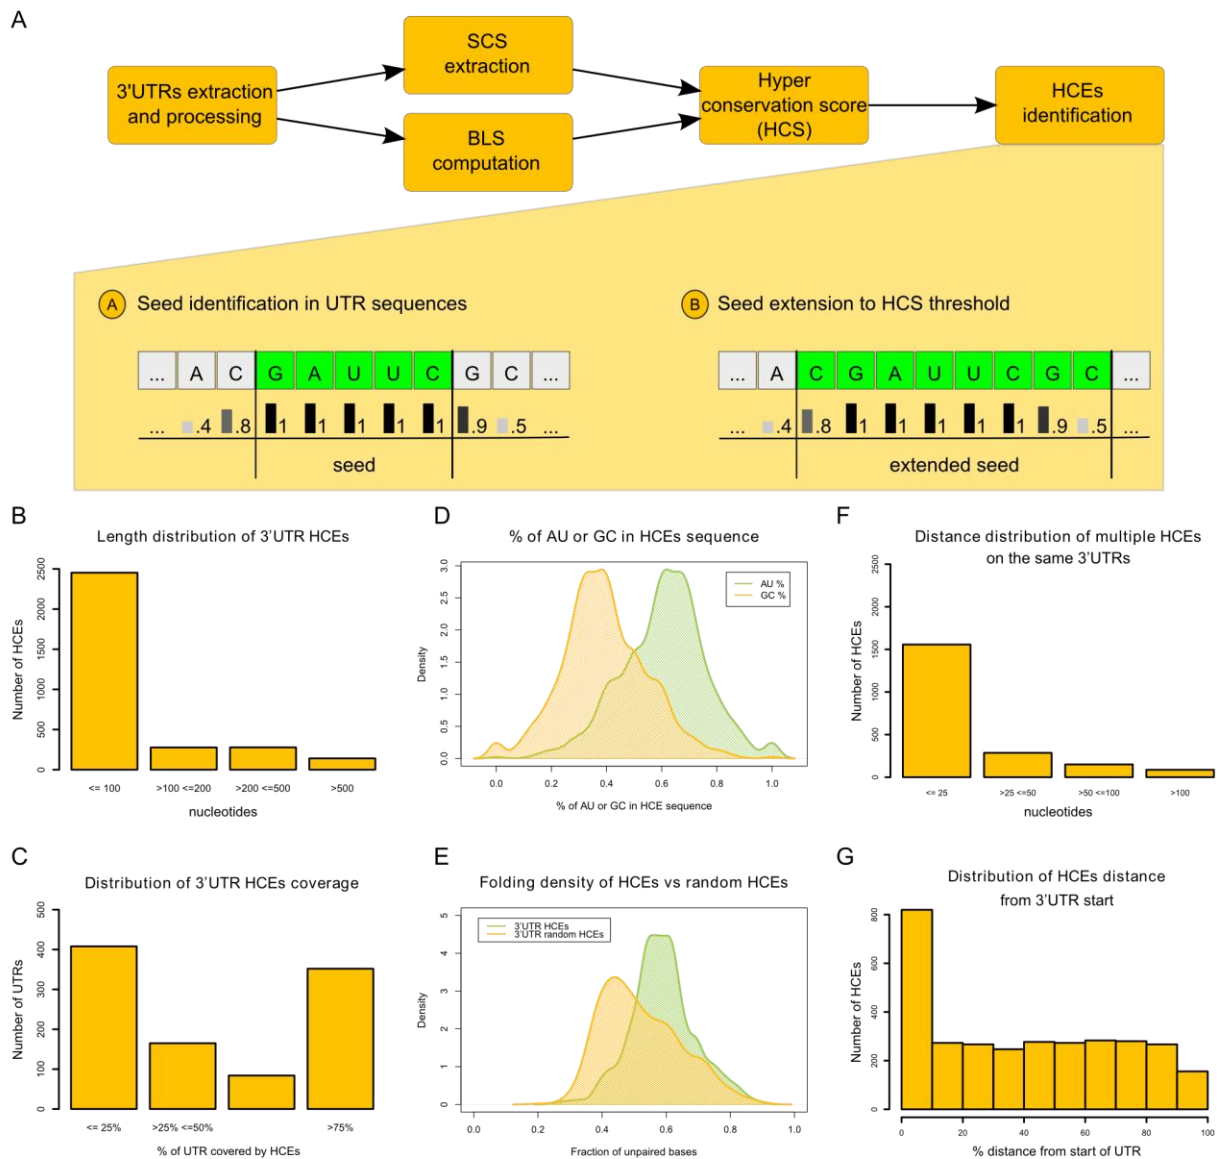 A
3'UTRs extraction
and processing
SCS
extraction
BLS
computation
Hyper
conservation score
(HCS)
HCEs
identification
A Seed identification in UTR sequences
... A C G A U U C G C ...
... .4 .8 1 1 1 1 1 .9 .5 ...
seed
B Seed extension to HCS threshold
... A C G A U U C G C ...
... .4 .8 1 1 1 1 1 .9 .5 ...
extended seed
B
Length distribution of 3'UTR HCEs
Number of HCEs
0 500 1000 1500 2000 2500
<= 100 >100 <=200 >200 <=500 >500
nucleotides
D
% of AU or GC in HCEs sequence
AU %
GC %
Density
0.0 0.5 1.0 1.5 2.0 2.5 3.0
0.0 0.2 0.4 0.6 0.8 1.0
% of AU or GC in HCE sequence
F
Distance distribution of multiple HCEs
on the same 3'UTRs
Number of HCEs
0 500 1000 1500 2000 2500
<= 25 >25 <=50 >50 <=100 >100
nucleotides
C
Distribution of 3'UTR HCEs coverage
Number of UTRs
0 100 200 300 400 500
<= 25% >25% <=50% >75%
% of UTR covered by HCEs
E
Folding density of HCEs vs random HCEs
3'UTR HCEs
3'UTR random HCEs
Density
0 1 2 3 4 5
0.0 0.2 0.4 0.6 0.8 1.0
Fraction of unpaired bases
G
Distribution of HCEs distance
from 3'UTR start
Number of HCEs
0 200 400 600 800
0 20 40 60 80 100
% distance from start of UTR